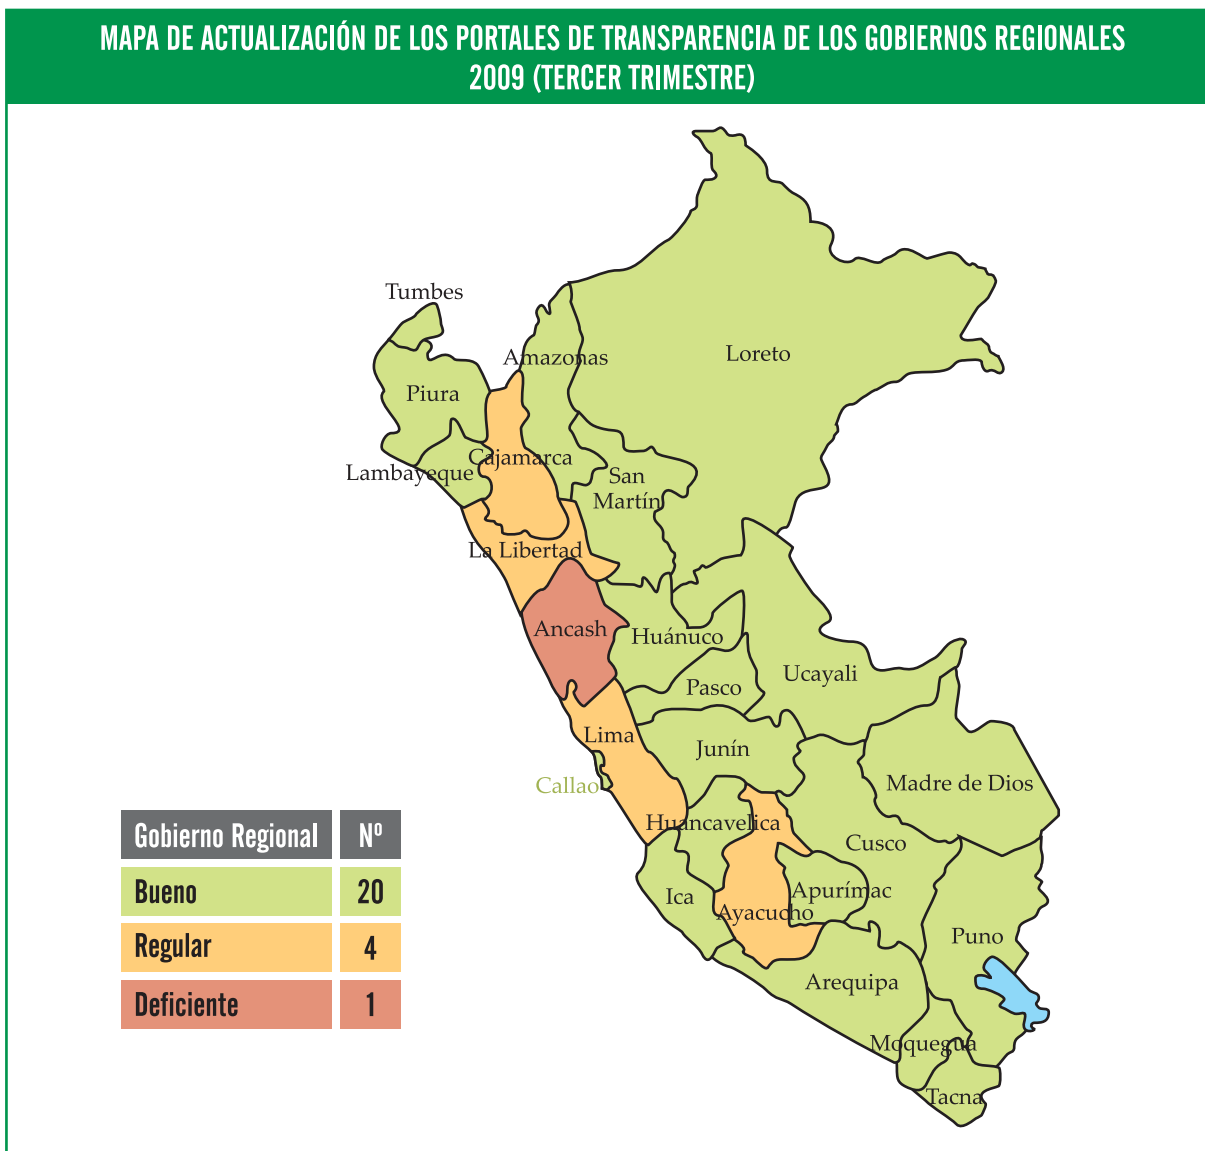 MAPA DE ACTUALIZACIÓN DE LOS PORTALES DE TRANSPARENCIA DE LOS GOBIERNOS REGIONALES
2009 (TERCER TRIMESTRE)
Tumbes
Amazonas
Loreto
Piura
Cajamarca
Lambayeque
San
Martín
La Libertad
Ancash
Huánuco
Ucayali
Pasco
Lima
Junín
Callao
Madre de Dios
Huancavelica
Cusco
Ica
Apurímac
Ayacucho
Puno
Arequipa
Moquegua
Tacna
Gobierno Regional Nº
Bueno 20
Regular 4
Deficiente 1